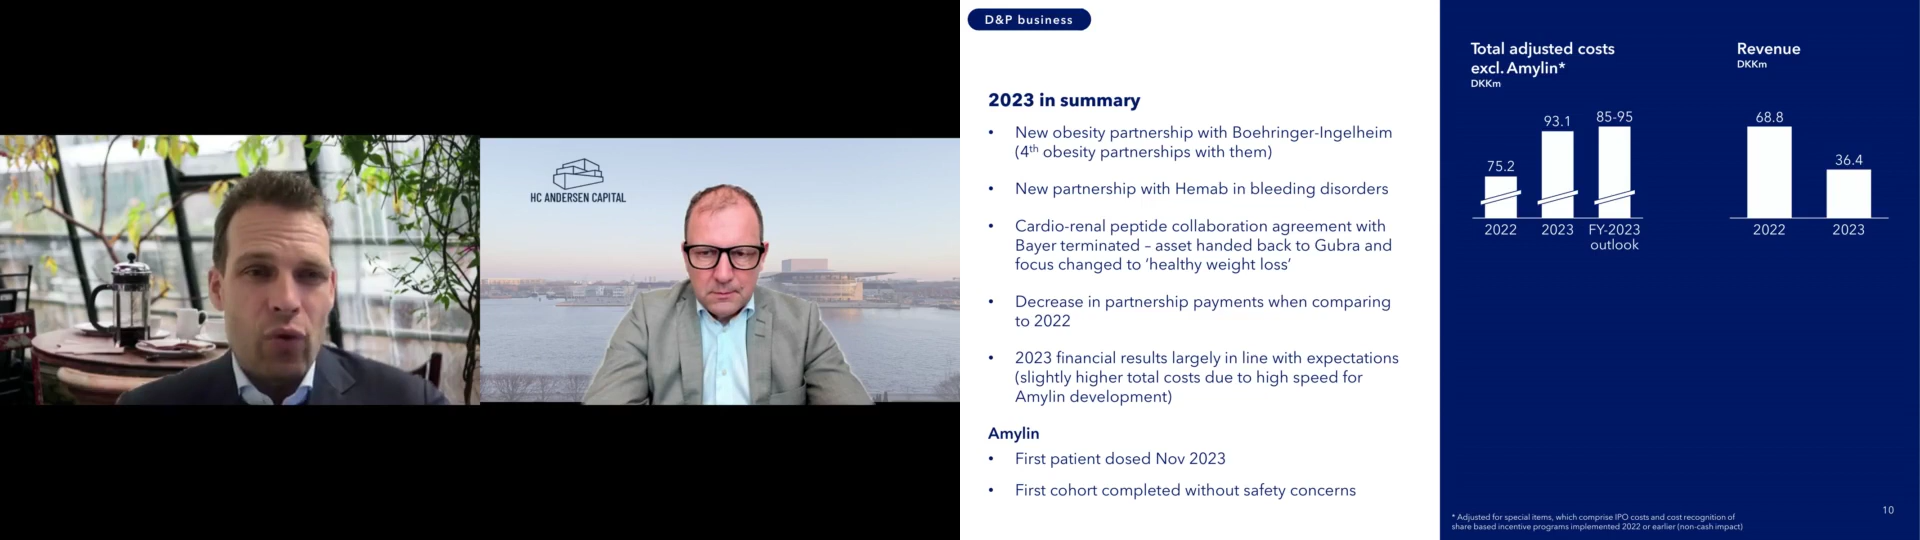 HC ANDERSEN CAPITAL
D&P business
2023 in summary
• New obesity partnership with Boehringer-Ingelheim
(4th obesity partnerships with them)
• New partnership with Hemab in bleeding disorders
• Cardio-renal peptide collaboration agreement with
Bayer terminated – asset handed back to Gubra and
focus changed to ‘healthy weight loss’
• Decrease in partnership payments when comparing
to 2022
• 2023 financial results largely in line with expectations
(slightly higher total costs due to high speed for
Amylin development)
Amylin
• First patient dosed Nov 2023
• First cohort completed without safety concerns
Total adjusted costs
excl. Amylin*
DKKm
75.2
93.1
85-95
2022
2023
FY-2023
outlook
Revenue
DKKm
68.8
36.4
2022
2023
* Adjusted for special items, which comprise IPO costs and cost recognition of
share based incentive programs implemented 2022 or earlier (non-cash impact)
10